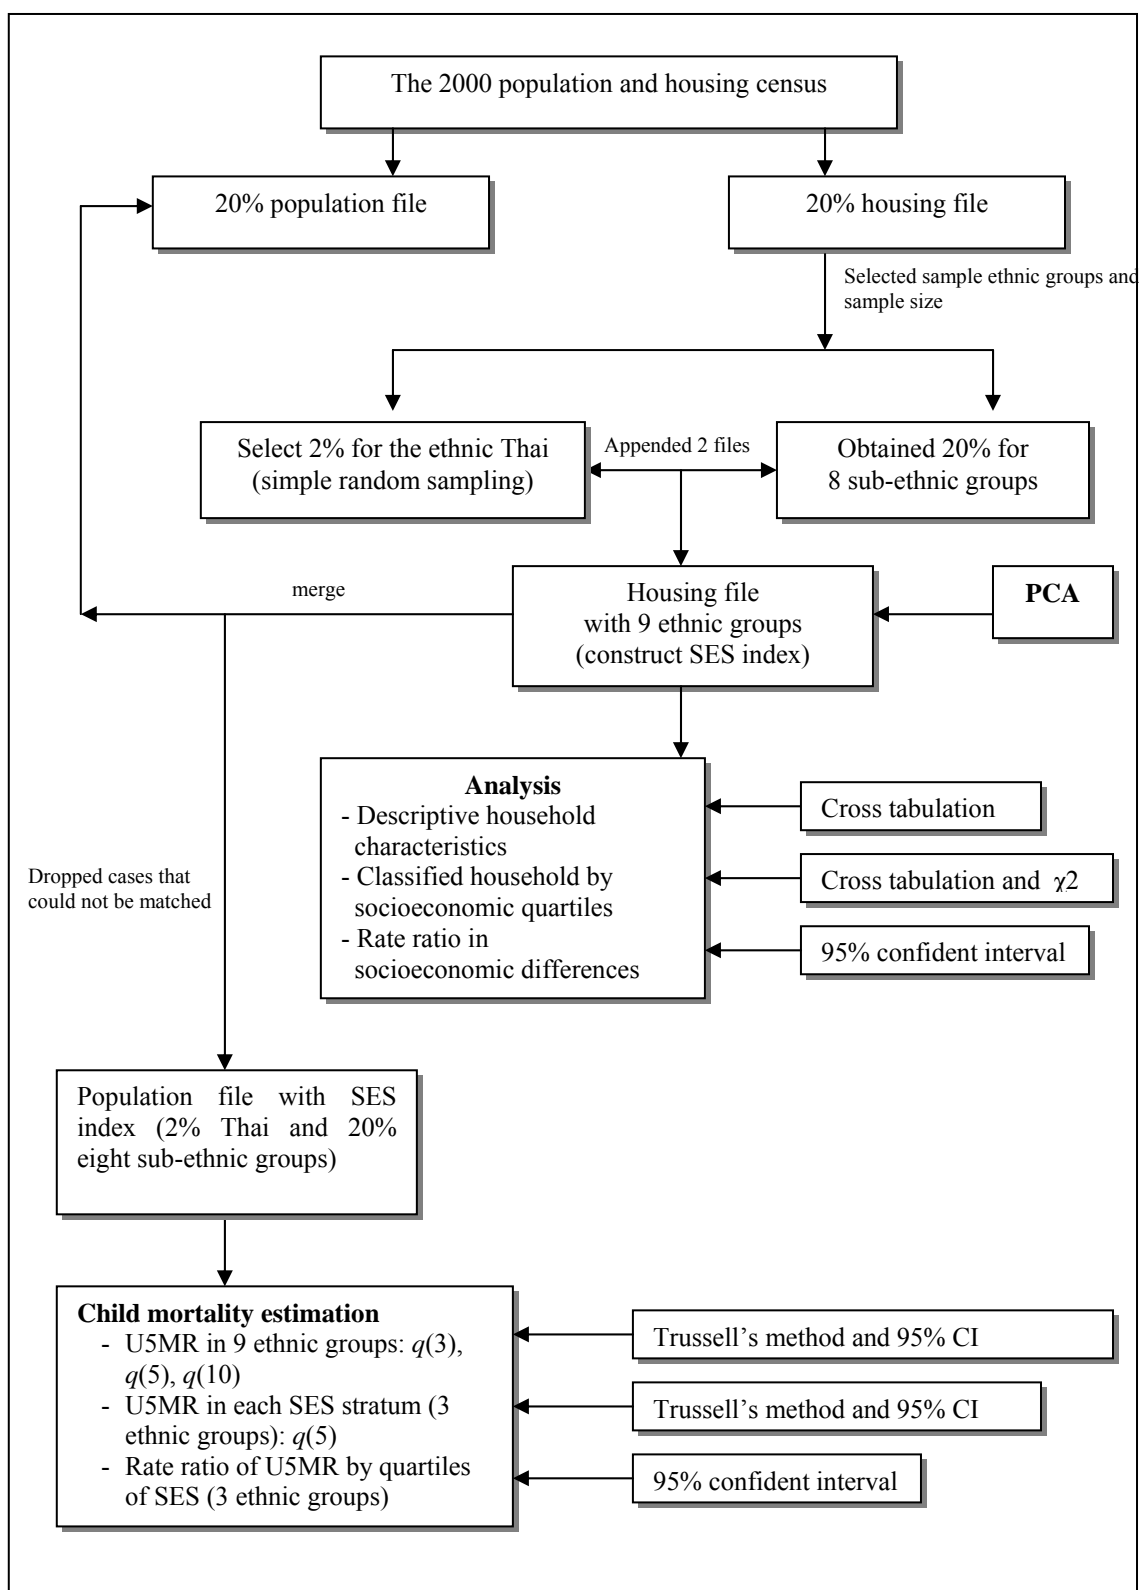 The 2000 population and housing census
20% population file
20% housing file
Selected sample ethnic groups and
sample size
Select 2% for the ethnic Thai
(simple random sampling)
Appended 2 files
Obtained 20% for
8 sub-ethnic groups
merge
Housing file
with 9 ethnic groups
(construct SES index)
PCA
Analysis
- Descriptive household
characteristics
- Classified household by
socioeconomic quartiles
- Rate ratio in
socioeconomic differences
Cross tabulation
Cross tabulation and χ2
95% confident interval
Dropped cases that
could not be matched
Population file with SES
index (2% Thai and 20%
eight sub-ethnic groups)
Child mortality estimation
- U5MR in 9 ethnic groups: q(3),
q(5), q(10)
- U5MR in each SES stratum (3
ethnic groups): q(5)
- Rate ratio of U5MR by quartiles
of SES (3 ethnic groups)
Trussell’s method and 95% CI
Trussell’s method and 95% CI
95% confident interval